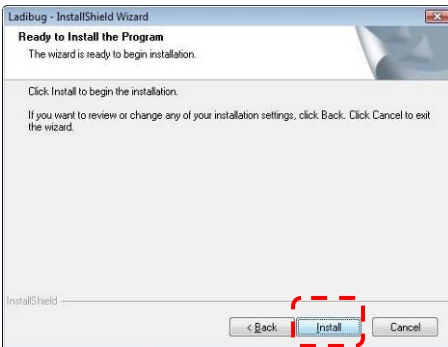 Ladibug - InstallShield Wizard
Ready to Install the Program
The wizard is ready to begin installation.
Click Install to begin the installation.
If you want to review or change any of your installation settings, click Back. Click Cancel to exit
the wizard.
InstallShield
< Back Install Cancel